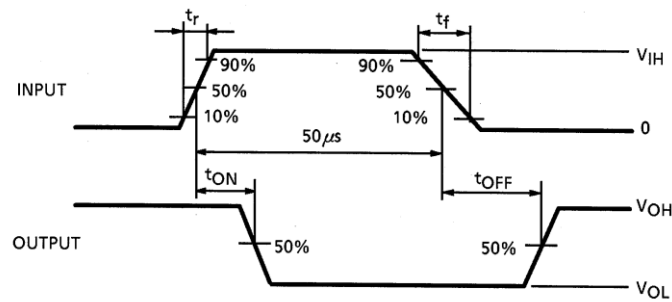 tr
tf
VIH
90%
90%
INPUT
50%
50%
10%
10%
0
50μs
tON
tOFF
VOH
OUTPUT
50%
50%
VOL